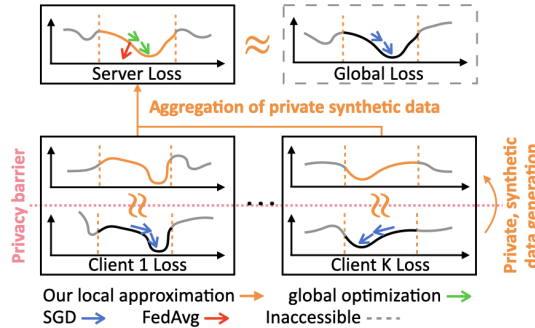 Server Loss
Global Loss
Aggregation of private synthetic data
Privacy barrier
Private, synthetic
data generation
Client 1 Loss
Client K Loss
Our local approximation
global optimization
SGD
FedAvg
Inaccessible